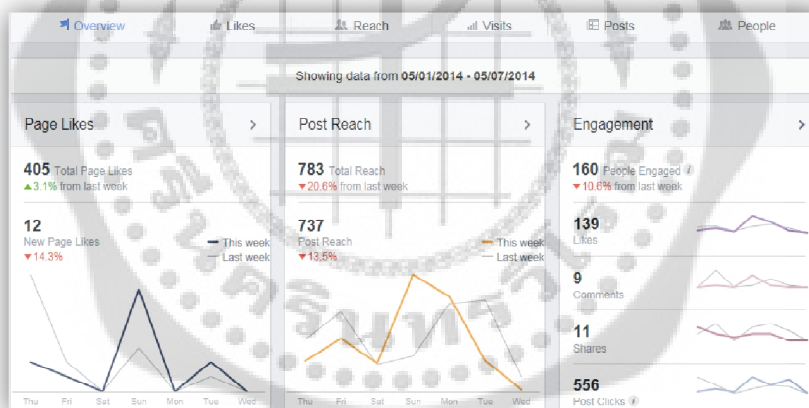 Overview Likes Reach Visits Posts People
Showing data from 05/01/2014 - 05/07/2014
Page Likes
405 Total Page Likes
3.1% from last week
12
New Page Likes
14.3%
This week
Last week
Thu Fri Sat Sun Mon Tue Wed
Post Reach
783 Total Reach
20.6% from last week
737
Post Reach
13.5%
This week
Last week
Thu Fri Sat Sun Mon Tue Wed
Engagement
160 People Engaged
10.6% from last week
139
Likes
9
Comments
11
Shares
556
Post Clicks